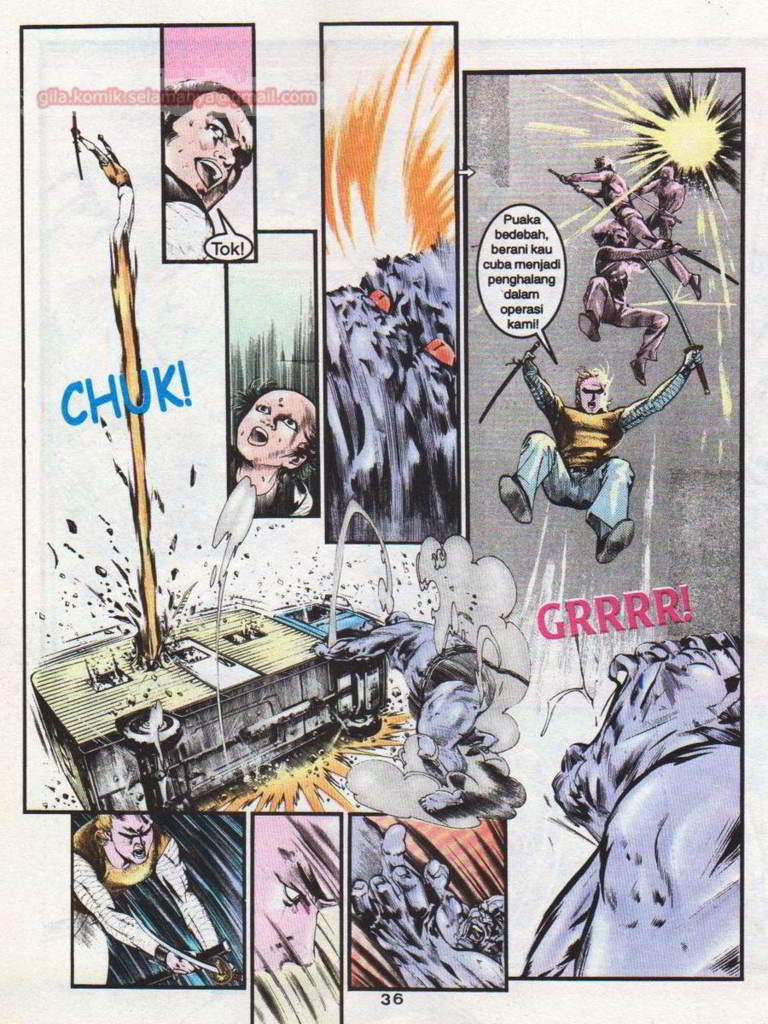 gila.komik.selamanya@gmail.com
Tok!
CHUK!
Puaka
bedebah,
berani kau
cuba menjadi
penghalang
dalam
operasi
kami!
GRRRR!
36